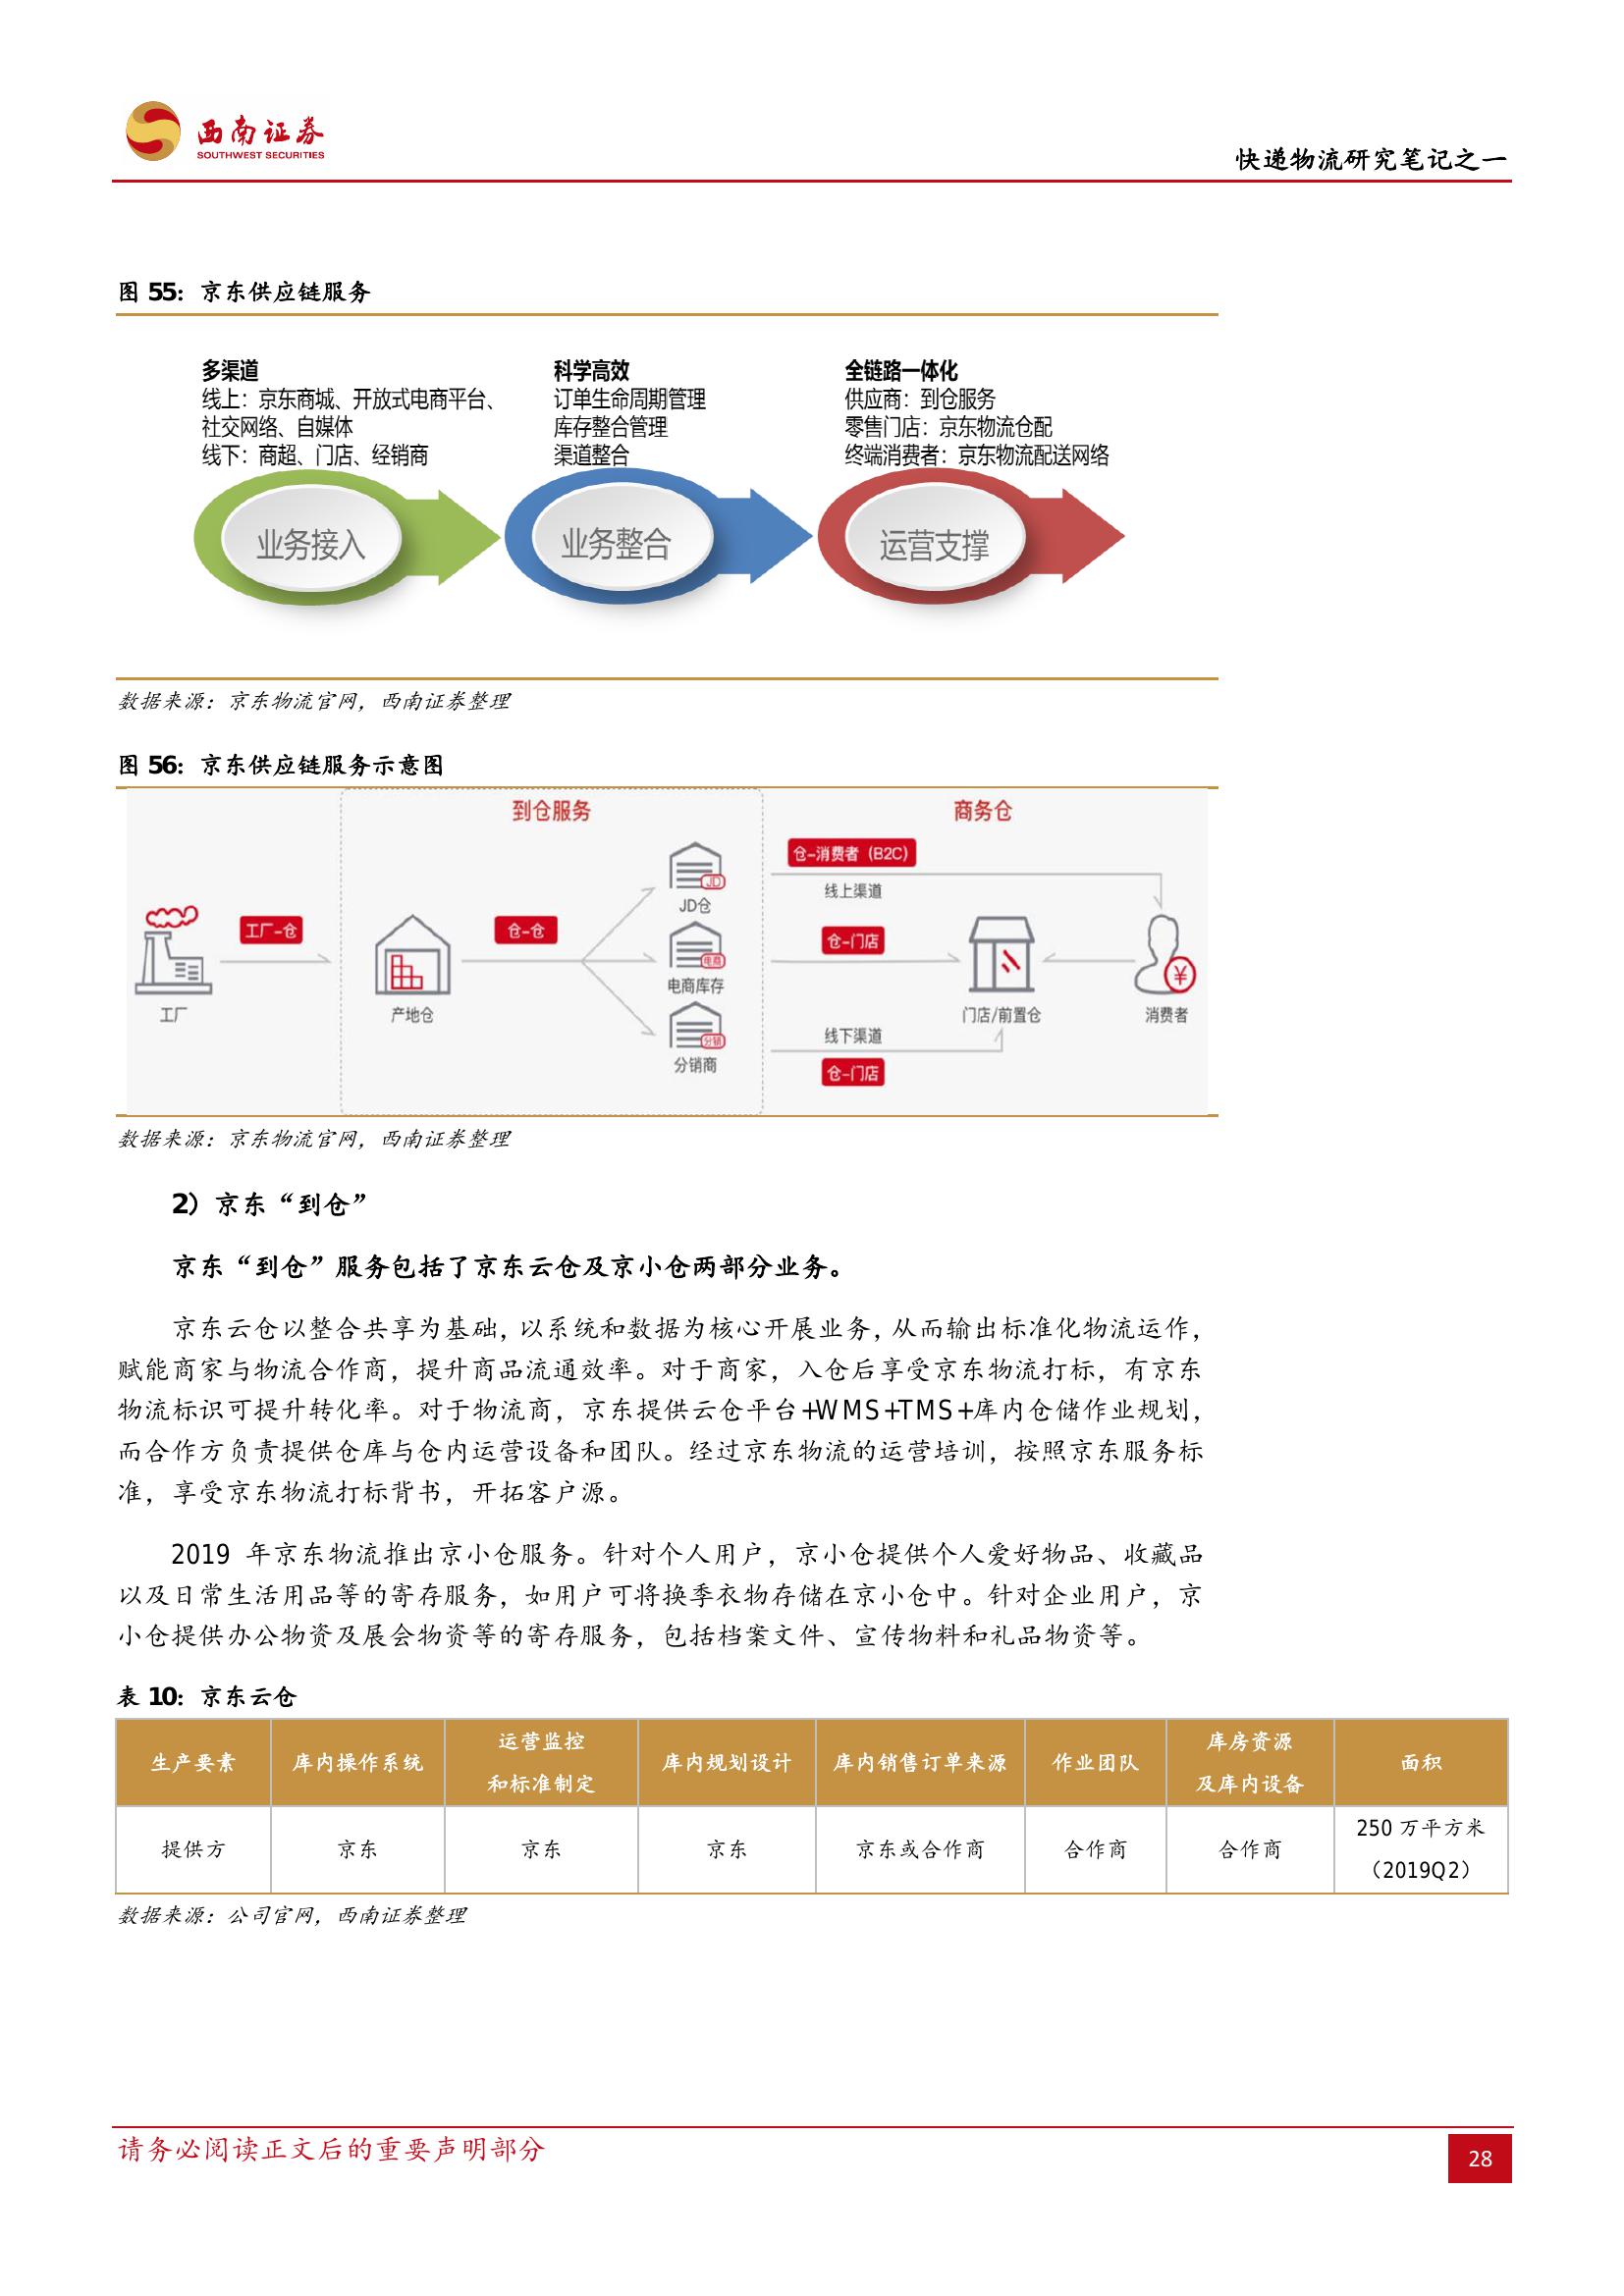 西南证券
SOUTHWEST SECURITIES
快递物流研究笔记之一
图 55：京东供应链服务
多渠道
线上：京东商城、开放式电商平台、
社交网络、自媒体
线下：商超、门店、经销商
科学高效
订单生命周期管理
库存整合管理
渠道整合
全链路一体化
供应商：到仓服务
零售门店：京东物流仓配
终端消费者：京东物流配送网络
业务接入
业务整合
运营支撑
数据来源：京东物流官网，西南证券整理
图 56：京东供应链服务示意图
到仓服务
商务仓
工厂
工厂-仓
产地仓
仓-仓
JD
JD仓
电商
电商库存
分销
分销商
仓-消费者（B2C）
线上渠道
仓-门店
线下渠道
仓-门店
门店/前置仓
¥
消费者
数据来源：京东物流官网，西南证券整理
2）京东“到仓”
京东“到仓”服务包括了京东云仓及京小仓两部分业务。
京东云仓以整合共享为基础，以系统和数据为核心开展业务，从而输出标准化物流运作，
赋能商家与物流合作商，提升商品流通效率。对于商家，入仓后享受京东物流打标，有京东
物流标识可提升转化率。对于物流商，京东提供云仓平台+WMS+TMS+库内仓储作业规划，
而合作方负责提供仓库与仓内运营设备和团队。经过京东物流的运营培训，按照京东服务标
准，享受京东物流打标背书，开拓客户源。
2019 年京东物流推出京小仓服务。针对个人用户，京小仓提供个人爱好物品、收藏品
以及日常生活用品等的寄存服务，如用户可将换季衣物存储在京小仓中。针对企业用户，京
小仓提供办公物资及展会物资等的寄存服务，包括档案文件、宣传物料和礼品物资等。
表 10：京东云仓
生产要素 库内操作系统 运营监控 库内规划设计 库内销售订单来源 作业团队 库房资源 面积
和标准制定 及库内设备
提供方 京东 京东 京东 京东或合作商 合作商 合作商 250 万平方米
（2019Q2）
数据来源：公司官网，西南证券整理
请务必阅读正文后的重要声明部分
28